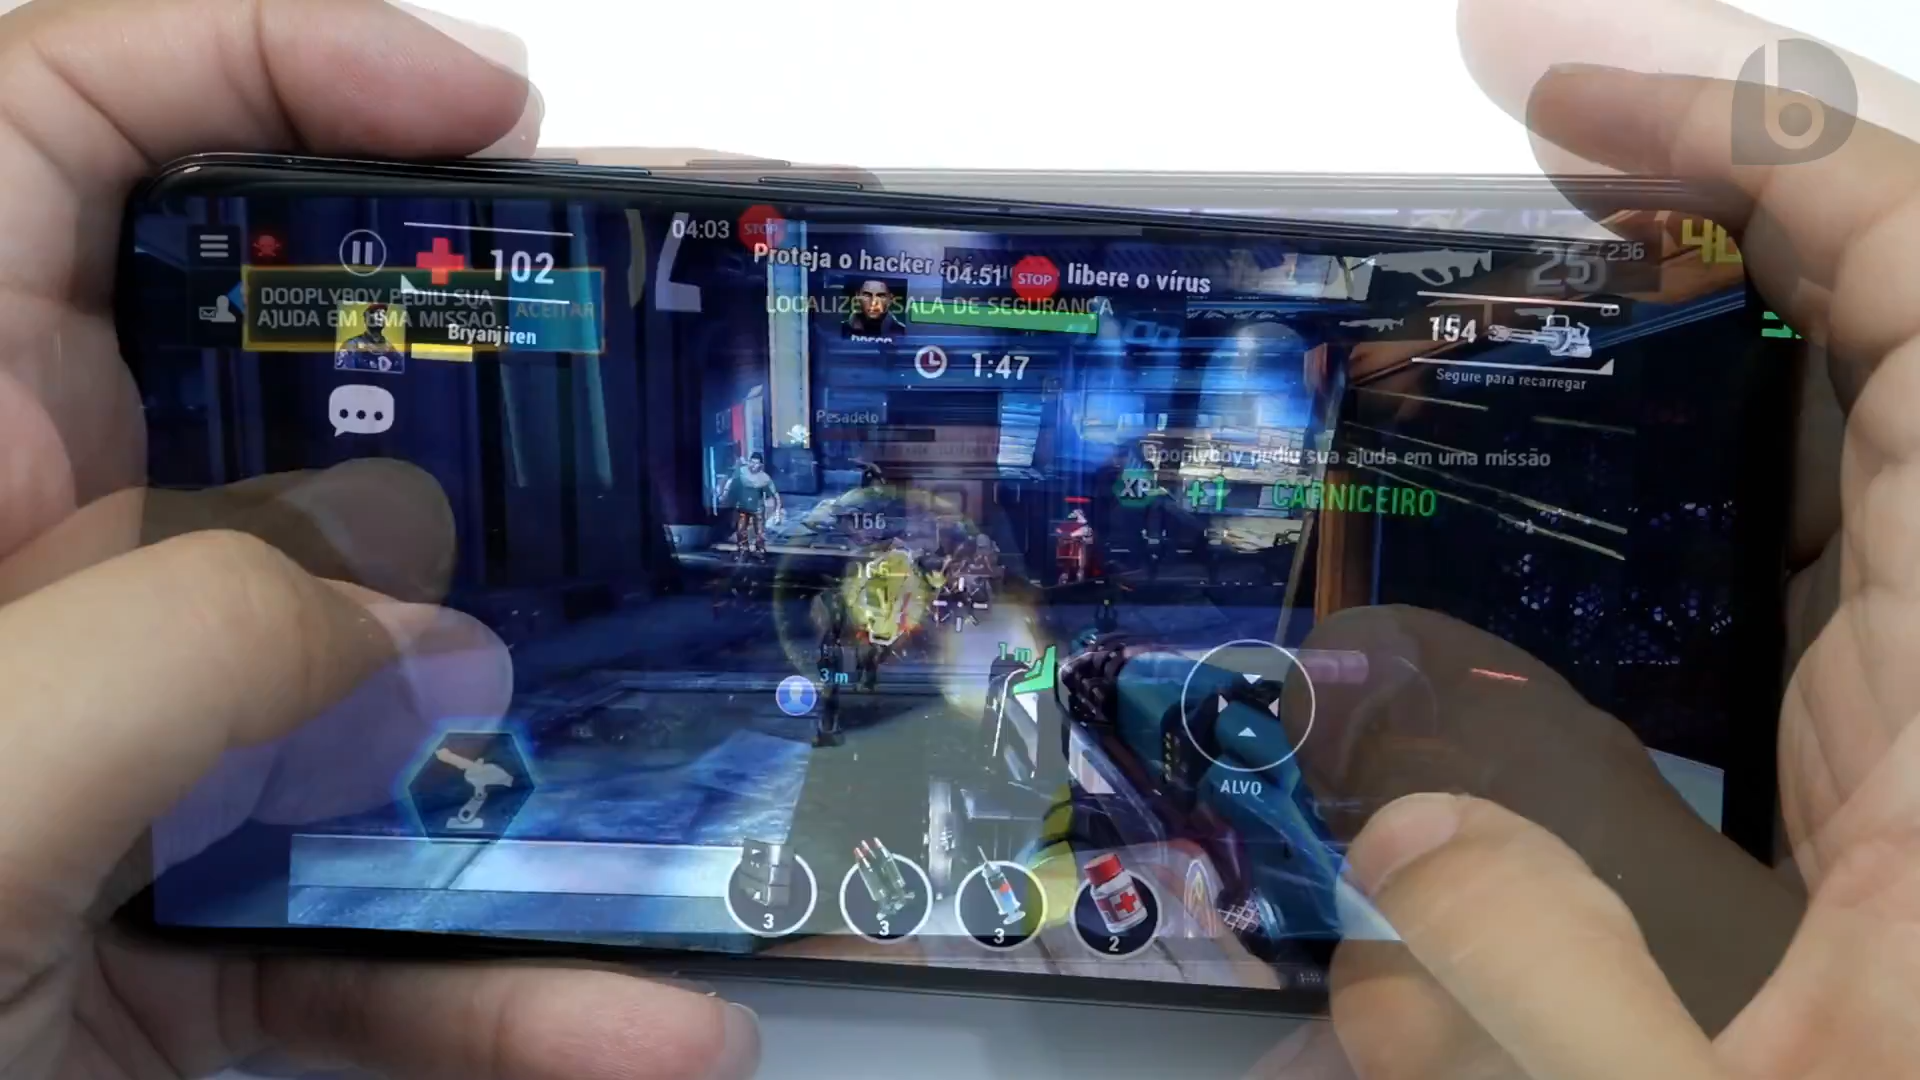 04:03
STOP
102
Proteja o hacker
04:51
STOP
libere o vírus
25
/ 236
DOOPLYBOY PEDIU SUA
AJUDA EM UMA MISSÃO
ACEITAR
LOCALIZE
SALA DE SEGURANÇA
Bryanjiren
154
1:47
Segure para recarregar
Pesadelo
Dooplyboy pediu sua ajuda em uma missão
XP +1 CARNICEIRO
166
166
1 m
3 m
ALVO
3
3
3
2
b